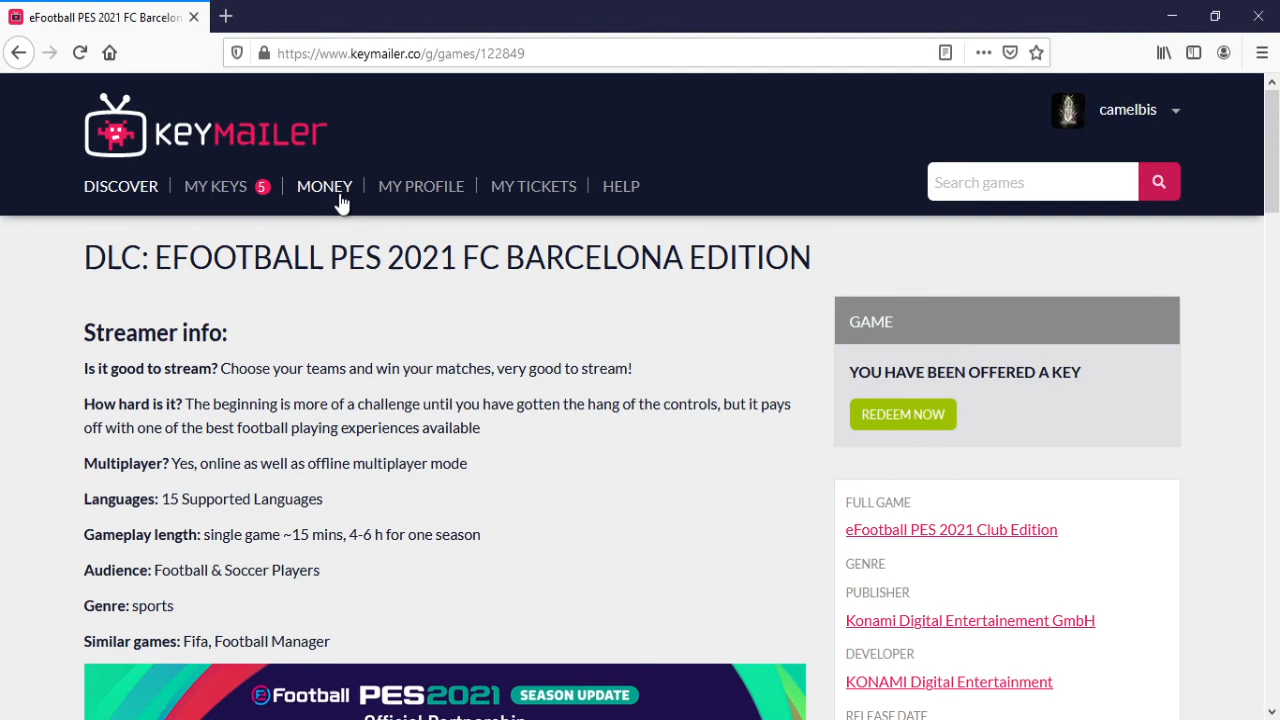 eFootball PES 2021 FC Barcelon
https://www.keymailer.co/g/games/122849
KEYMAILER
camelbis
DISCOVER
MY KEYS 5
MONEY
MY PROFILE
MY TICKETS
HELP
Search games
DLC: EFOOTBALL PES 2021 FC BARCELONA EDITION
Streamer info:
Is it good to stream? Choose your teams and win your matches, very good to stream!
How hard is it? The beginning is more of a challenge until you have gotten the hang of the controls, but it pays
off with one of the best football playing experiences available
Multiplayer? Yes, online as well as offline multiplayer mode
Languages: 15 Supported Languages
Gameplay length: single game ~15 mins, 4-6 h for one season
Audience: Football & Soccer Players
Genre: sports
Similar games: Fifa, Football Manager
eFootball PES2021 SEASON UPDATE
Official Partnership
GAME
YOU HAVE BEEN OFFERED A KEY
REDEEM NOW
FULL GAME
eFootball PES 2021 Club Edition
GENRE
PUBLISHER
Konami Digital Entertainement GmbH
DEVELOPER
KONAMI Digital Entertainment
RELEASE DATE